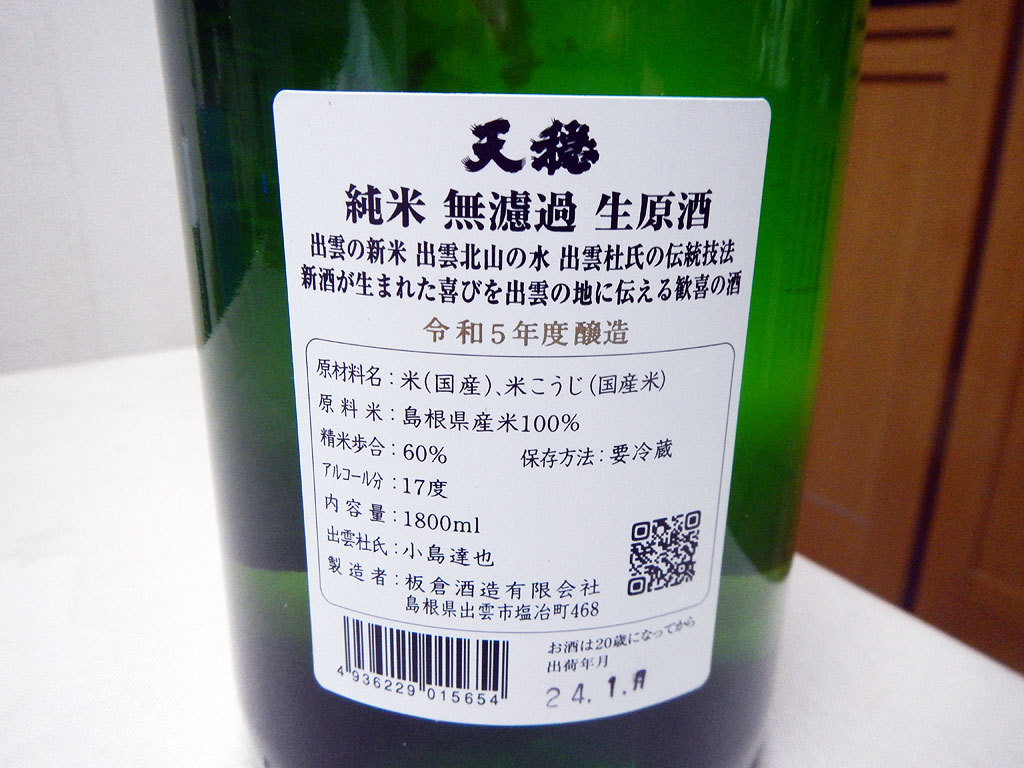 天穏
純米 無濾過 生原酒
出雲の新米 出雲北山の水 出雲杜氏の伝統技法
新酒が生まれた喜びを出雲の地に伝える歓喜の酒
令和5年度醸造
原材料名：米（国産）、米こうじ（国産米）
原料米：島根県産米100%
精米歩合：60% 保存方法：要冷蔵
アルコール分：17度
内容量：1800ml
出雲杜氏：小島達也
製造者：板倉酒造有限会社
島根県出雲市塩冶町468
4 936229 015654
お酒は20歳になってから
出荷年月
24.1.月